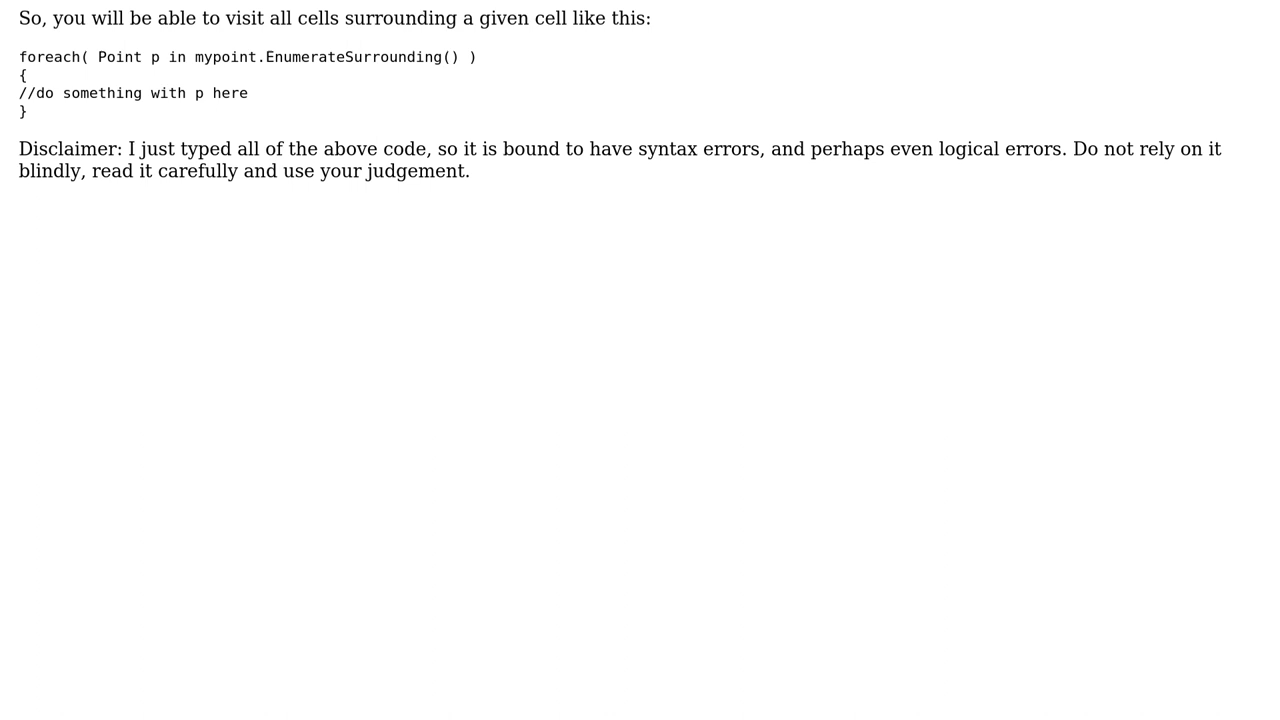 So, you will be able to visit all cells surrounding a given cell like this:
foreach( Point p in mypoint.EnumerateSurrounding() )
{
//do something with p here
}
Disclaimer: I just typed all of the above code, so it is bound to have syntax errors, and perhaps even logical errors. Do not rely on it
blindly, read it carefully and use your judgement.